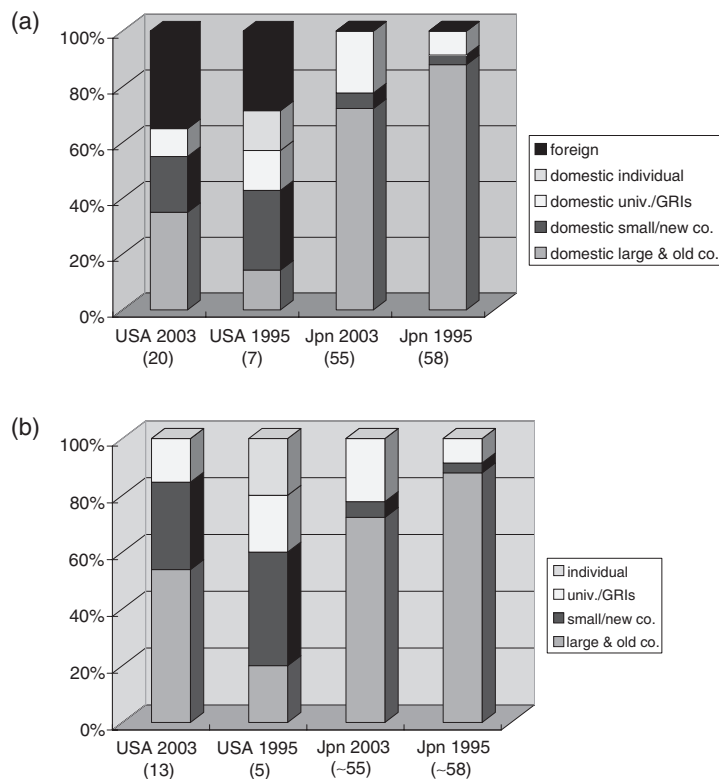 (a)
100%
80%
60%
40%
20%
0%
USA 2003
(20)
USA 1995
(7)
Jpn 2003
(55)
Jpn 1995
(58)
foreign
domestic individual
domestic univ./GRIs
domestic small/new co.
domestic large & old co.
(b)
100%
80%
60%
40%
20%
0%
USA 2003
(13)
USA 1995
(5)
Jpn 2003
(~55)
Jpn 1995
(~58)
individual
univ./GRIs
small/new co.
large & old co.